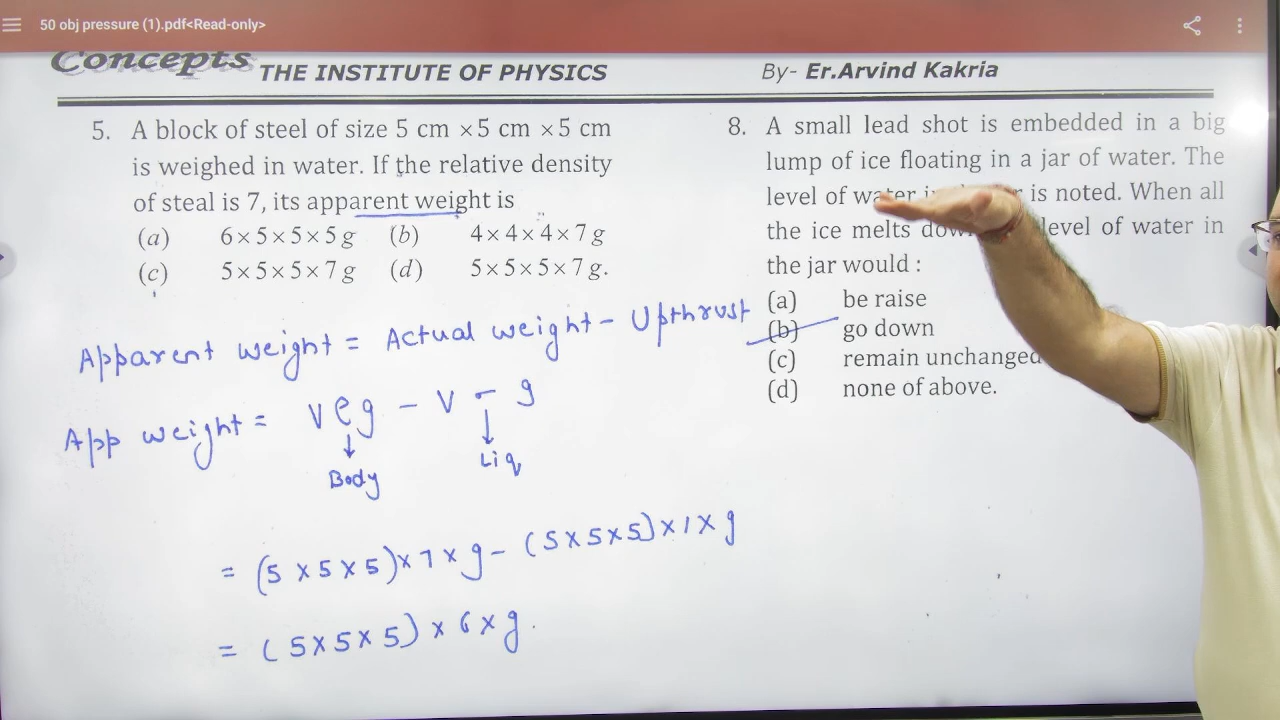 50 obj pressure (1).pdf<Read-only>
Concepts THE INSTITUTE OF PHYSICS
By- Er.Arvind Kakria
5. A block of steel of size 5 cm ×5 cm ×5 cm
is weighed in water. If the relative density
of steal is 7, its apparent weight is
(a) 6×5×5×5 g (b) 4×4×4×7 g
(c) 5×5×5×7 g (d) 5×5×5×7 g.
Apparent weight = Actual weight - Upthrust
App weight = Vρg - V σ g
Body Liq
= (5 × 5 × 5) × 7 × g - (5×5×5) × 1 × g
= (5×5×5) × 6 × g.
8. A small lead shot is embedded in a big
lump of ice floating in a jar of water. The
level of water is noted. When all
the ice melts level of water in
the jar would :
(a) be raise
(b) go down
(c) remain unchanged
(d) none of above.